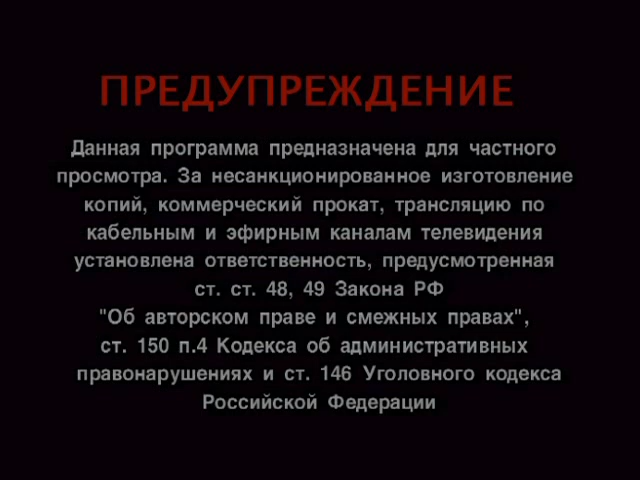 ПРЕДУПРЕЖДЕНИЕ
Данная программа предназначена для частного
просмотра. За несанкционированное изготовление
копий, коммерческий прокат, трансляцию по
кабельным и эфирным каналам телевидения
установлена ответственность, предусмотренная
ст. ст. 48, 49 Закона РФ
"Об авторском праве и смежных правах",
ст. 150 п.4 Кодекса об административных
правонарушениях и ст. 146 Уголовного кодекса
Российской Федерации